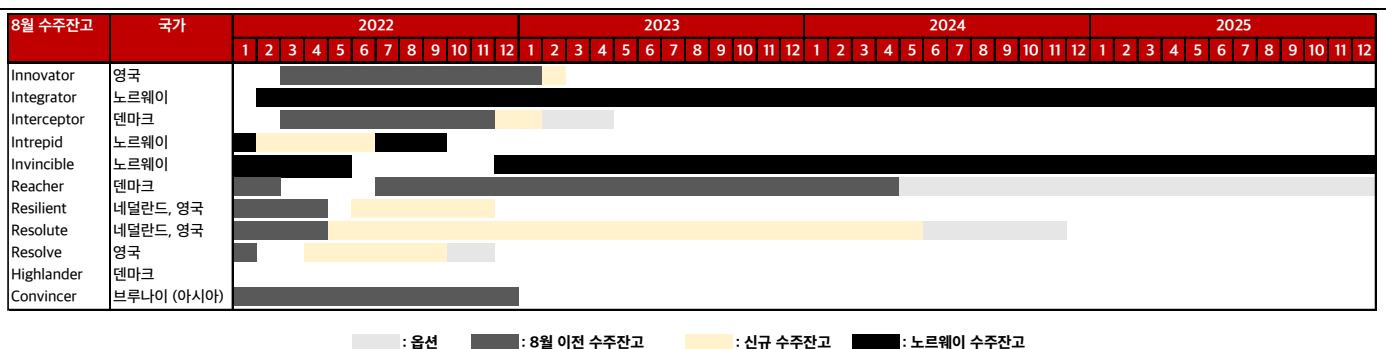 8월 수주잔고 국가 2022 2023 2024 2025
1 2 3 4 5 6 7 8 9 10 11 12 1 2 3 4 5 6 7 8 9 10 11 12 1 2 3 4 5 6 7 8 9 10 11 12 1 2 3 4 5 6 7 8 9 10 11 12
Innovator 영국
Integrator 노르웨이
Interceptor 덴마크
Intrepid 노르웨이
Invincible 노르웨이
Reacher 덴마크
Resilient 네덜란드, 영국
Resolute 네덜란드, 영국
Resolve 영국
Highlander 덴마크
Convincer 브루나이 (아시아)
: 옵션 : 8월 이전 수주잔고 : 신규 수주잔고 : 노르웨이 수주잔고